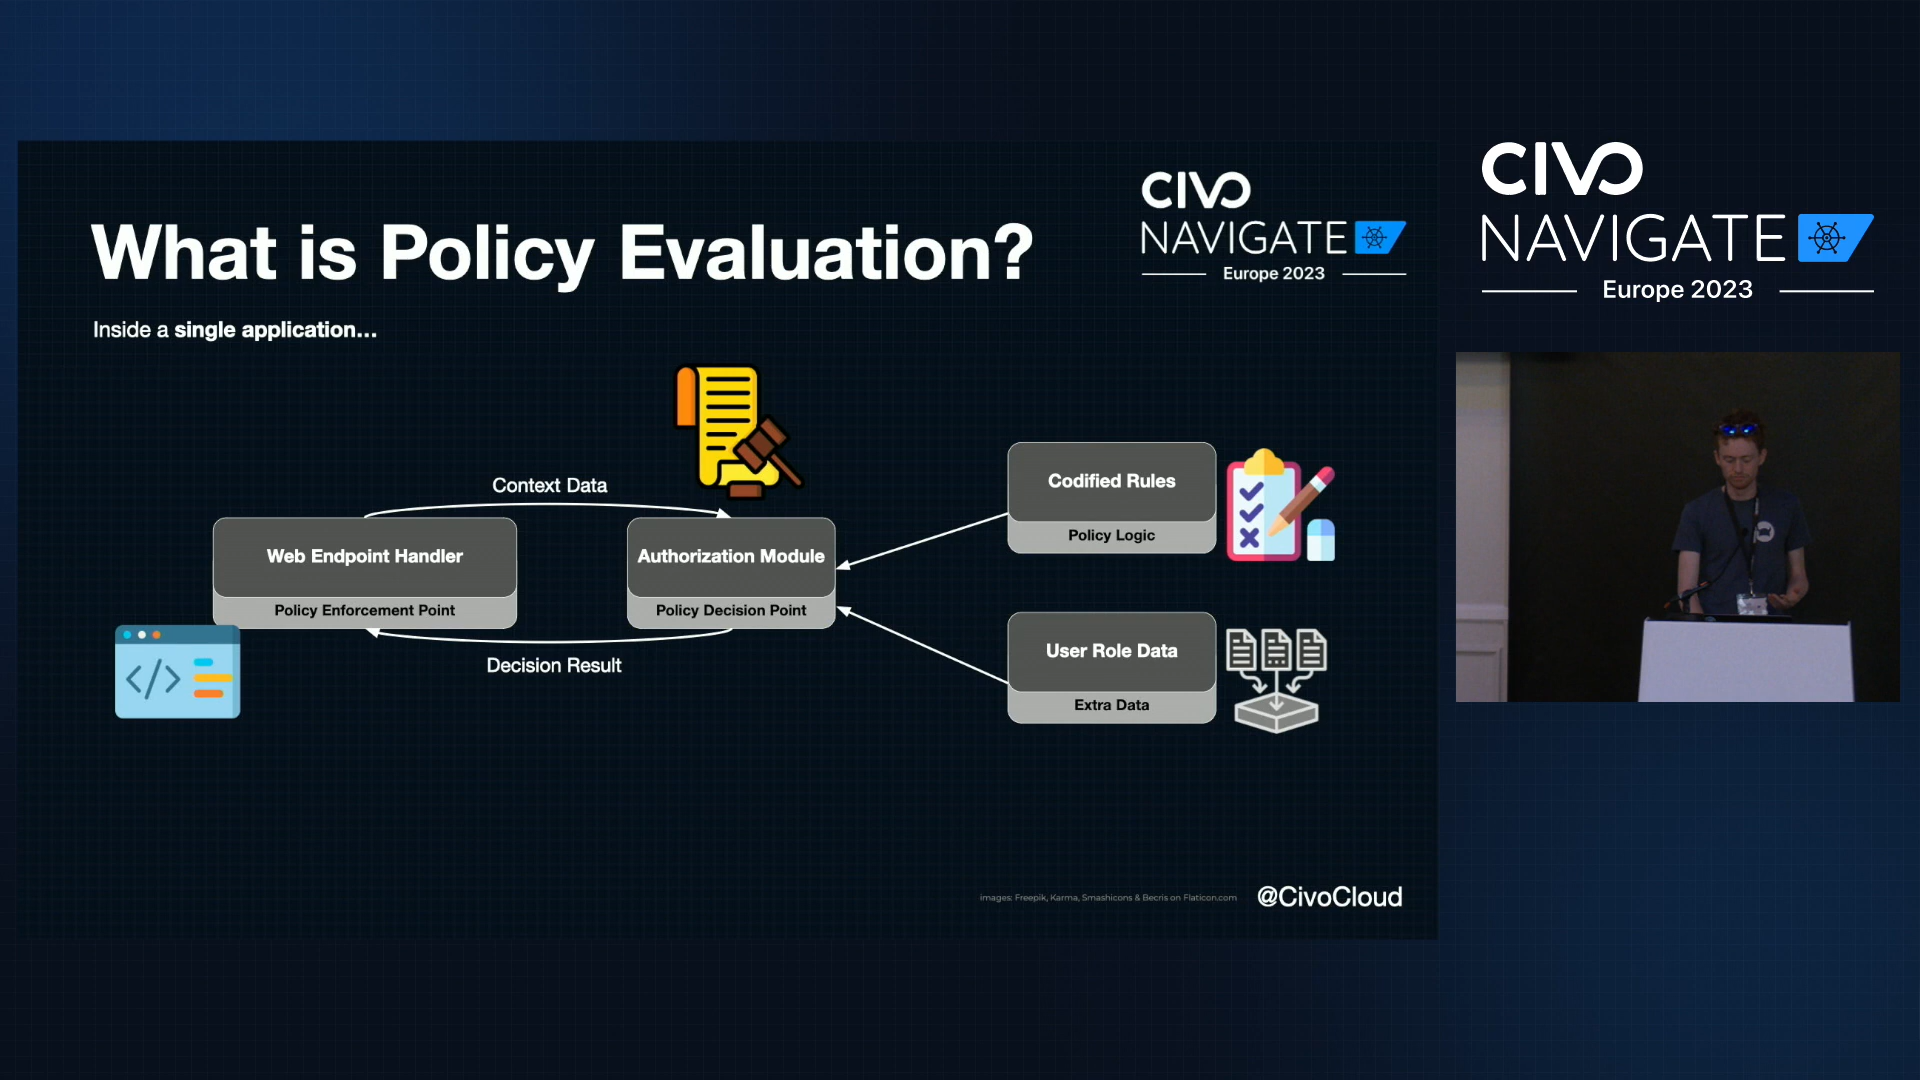 What is Policy Evaluation?
Inside a single application...
CIVO
NAVIGATE
Europe 2023
Context Data
Web Endpoint Handler
Policy Enforcement Point
Authorization Module
Policy Decision Point
Decision Result
Codified Rules
Policy Logic
User Role Data
Extra Data
</>
images: Freepik, Karma, Smashicons & Becris on Flaticon.com
@CivoCloud
CIVO
NAVIGATE
Europe 2023